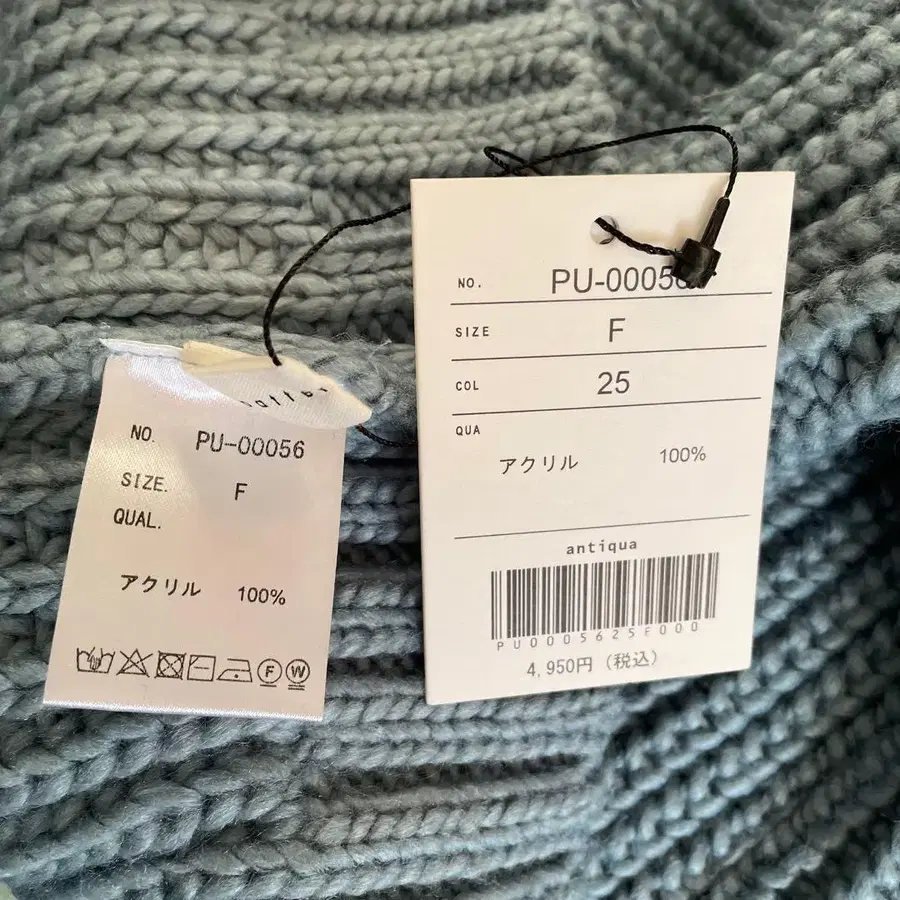 NO. PU-00056
SIZE. F
QUAL.
アクリル 100%
F W
NO. PU-00056
SIZE F
COL 25
QUA
アクリル 100%
antiqua
PU0005625F000
4,950円 (税込)